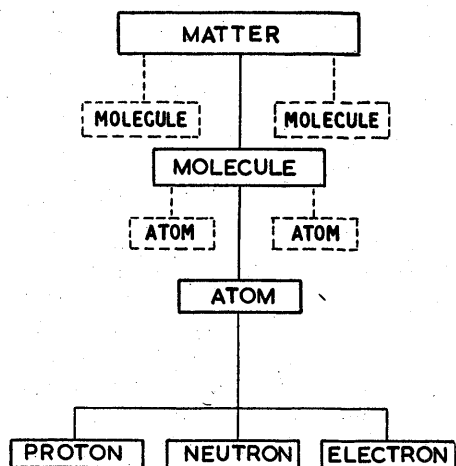 MATTER
MOLECULE MOLECULE
MOLECULE
ATOM ATOM
ATOM
PROTON NEUTRON ELECTRON